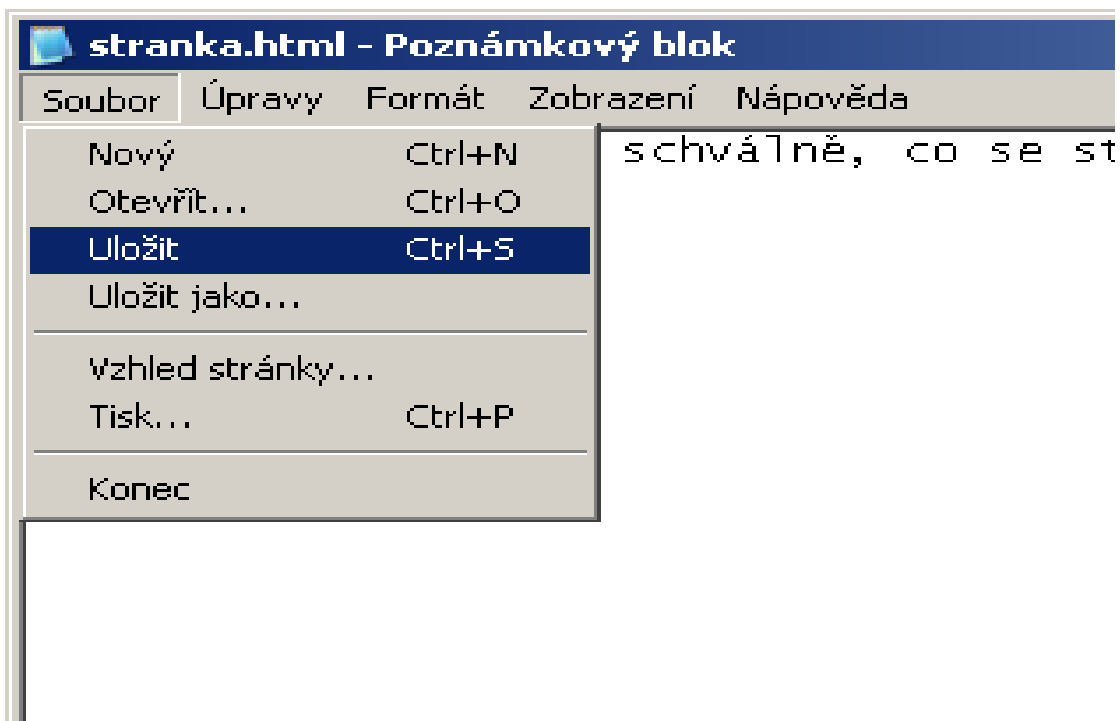 stranka.html - Poznámkový blok
Soubor Úpravy Formát Zobrazení Nápověda
schválně, co se st
Nový Ctrl+N
Otevřít... Ctrl+O
Uložit Ctrl+S
Uložit jako...
Vzhled stránky...
Tisk... Ctrl+P
Konec